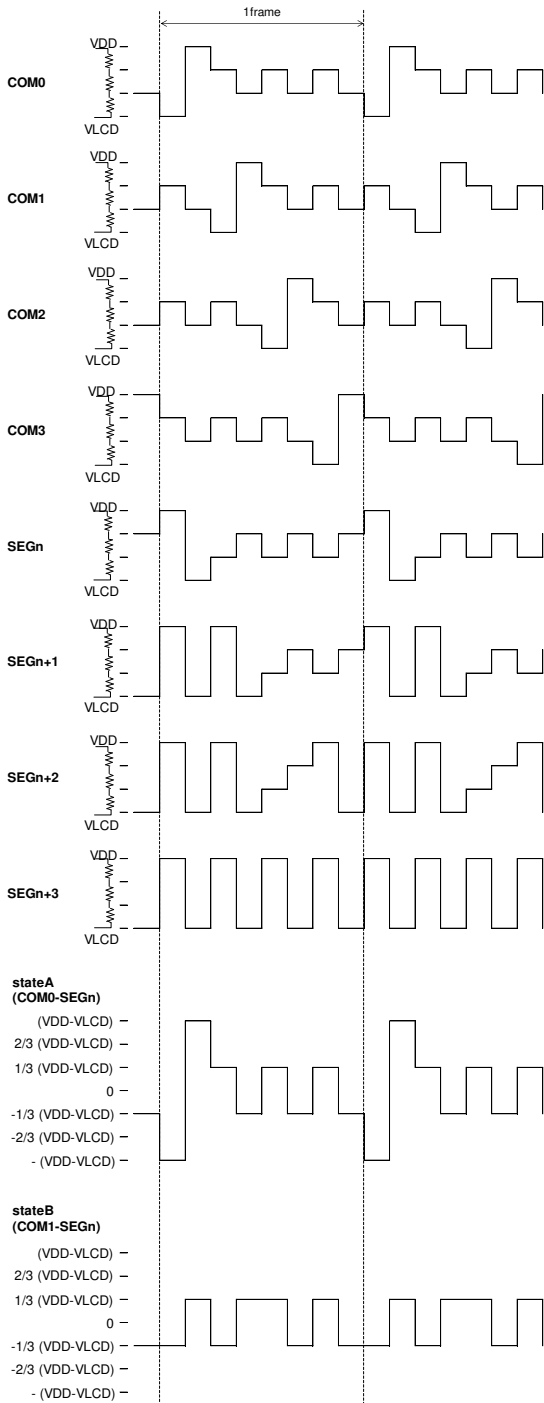 1frame
VDD
COM0
VLCD
VDD
COM1
VLCD
VDD
COM2
VLCD
VDD
COM3
VLCD
VDD
SEGn
VLCD
VDD
SEGn+1
VLCD
VDD
SEGn+2
VLCD
VDD
SEGn+3
VLCD
stateA
(COM0-SEGn)
(VDD-VLCD)
2/3 (VDD-VLCD)
1/3 (VDD-VLCD)
0
-1/3 (VDD-VLCD)
-2/3 (VDD-VLCD)
- (VDD-VLCD)
stateB
(COM1-SEGn)
(VDD-VLCD)
2/3 (VDD-VLCD)
1/3 (VDD-VLCD)
0
-1/3 (VDD-VLCD)
-2/3 (VDD-VLCD)
- (VDD-VLCD)